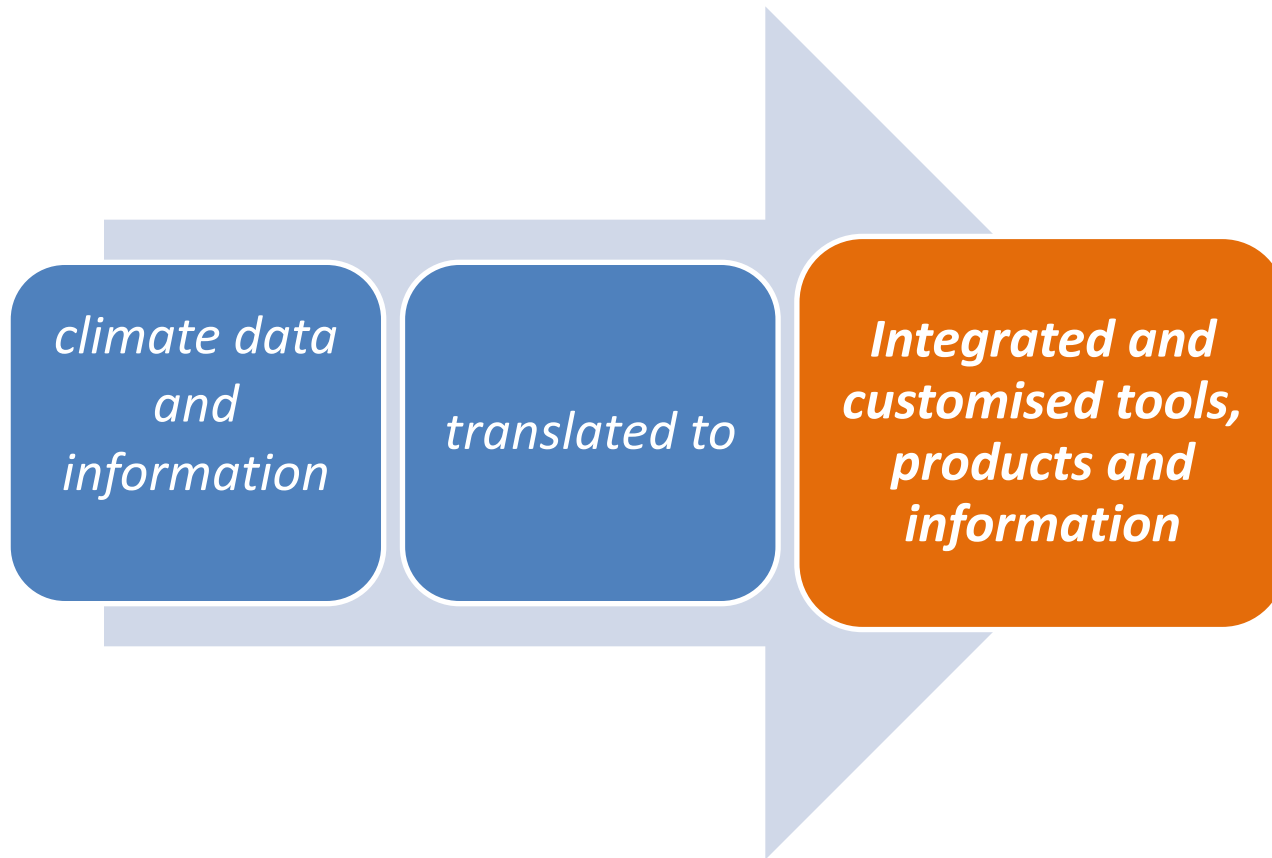 climate data
and
information
translated to
Integrated and
customised tools,
products and
information